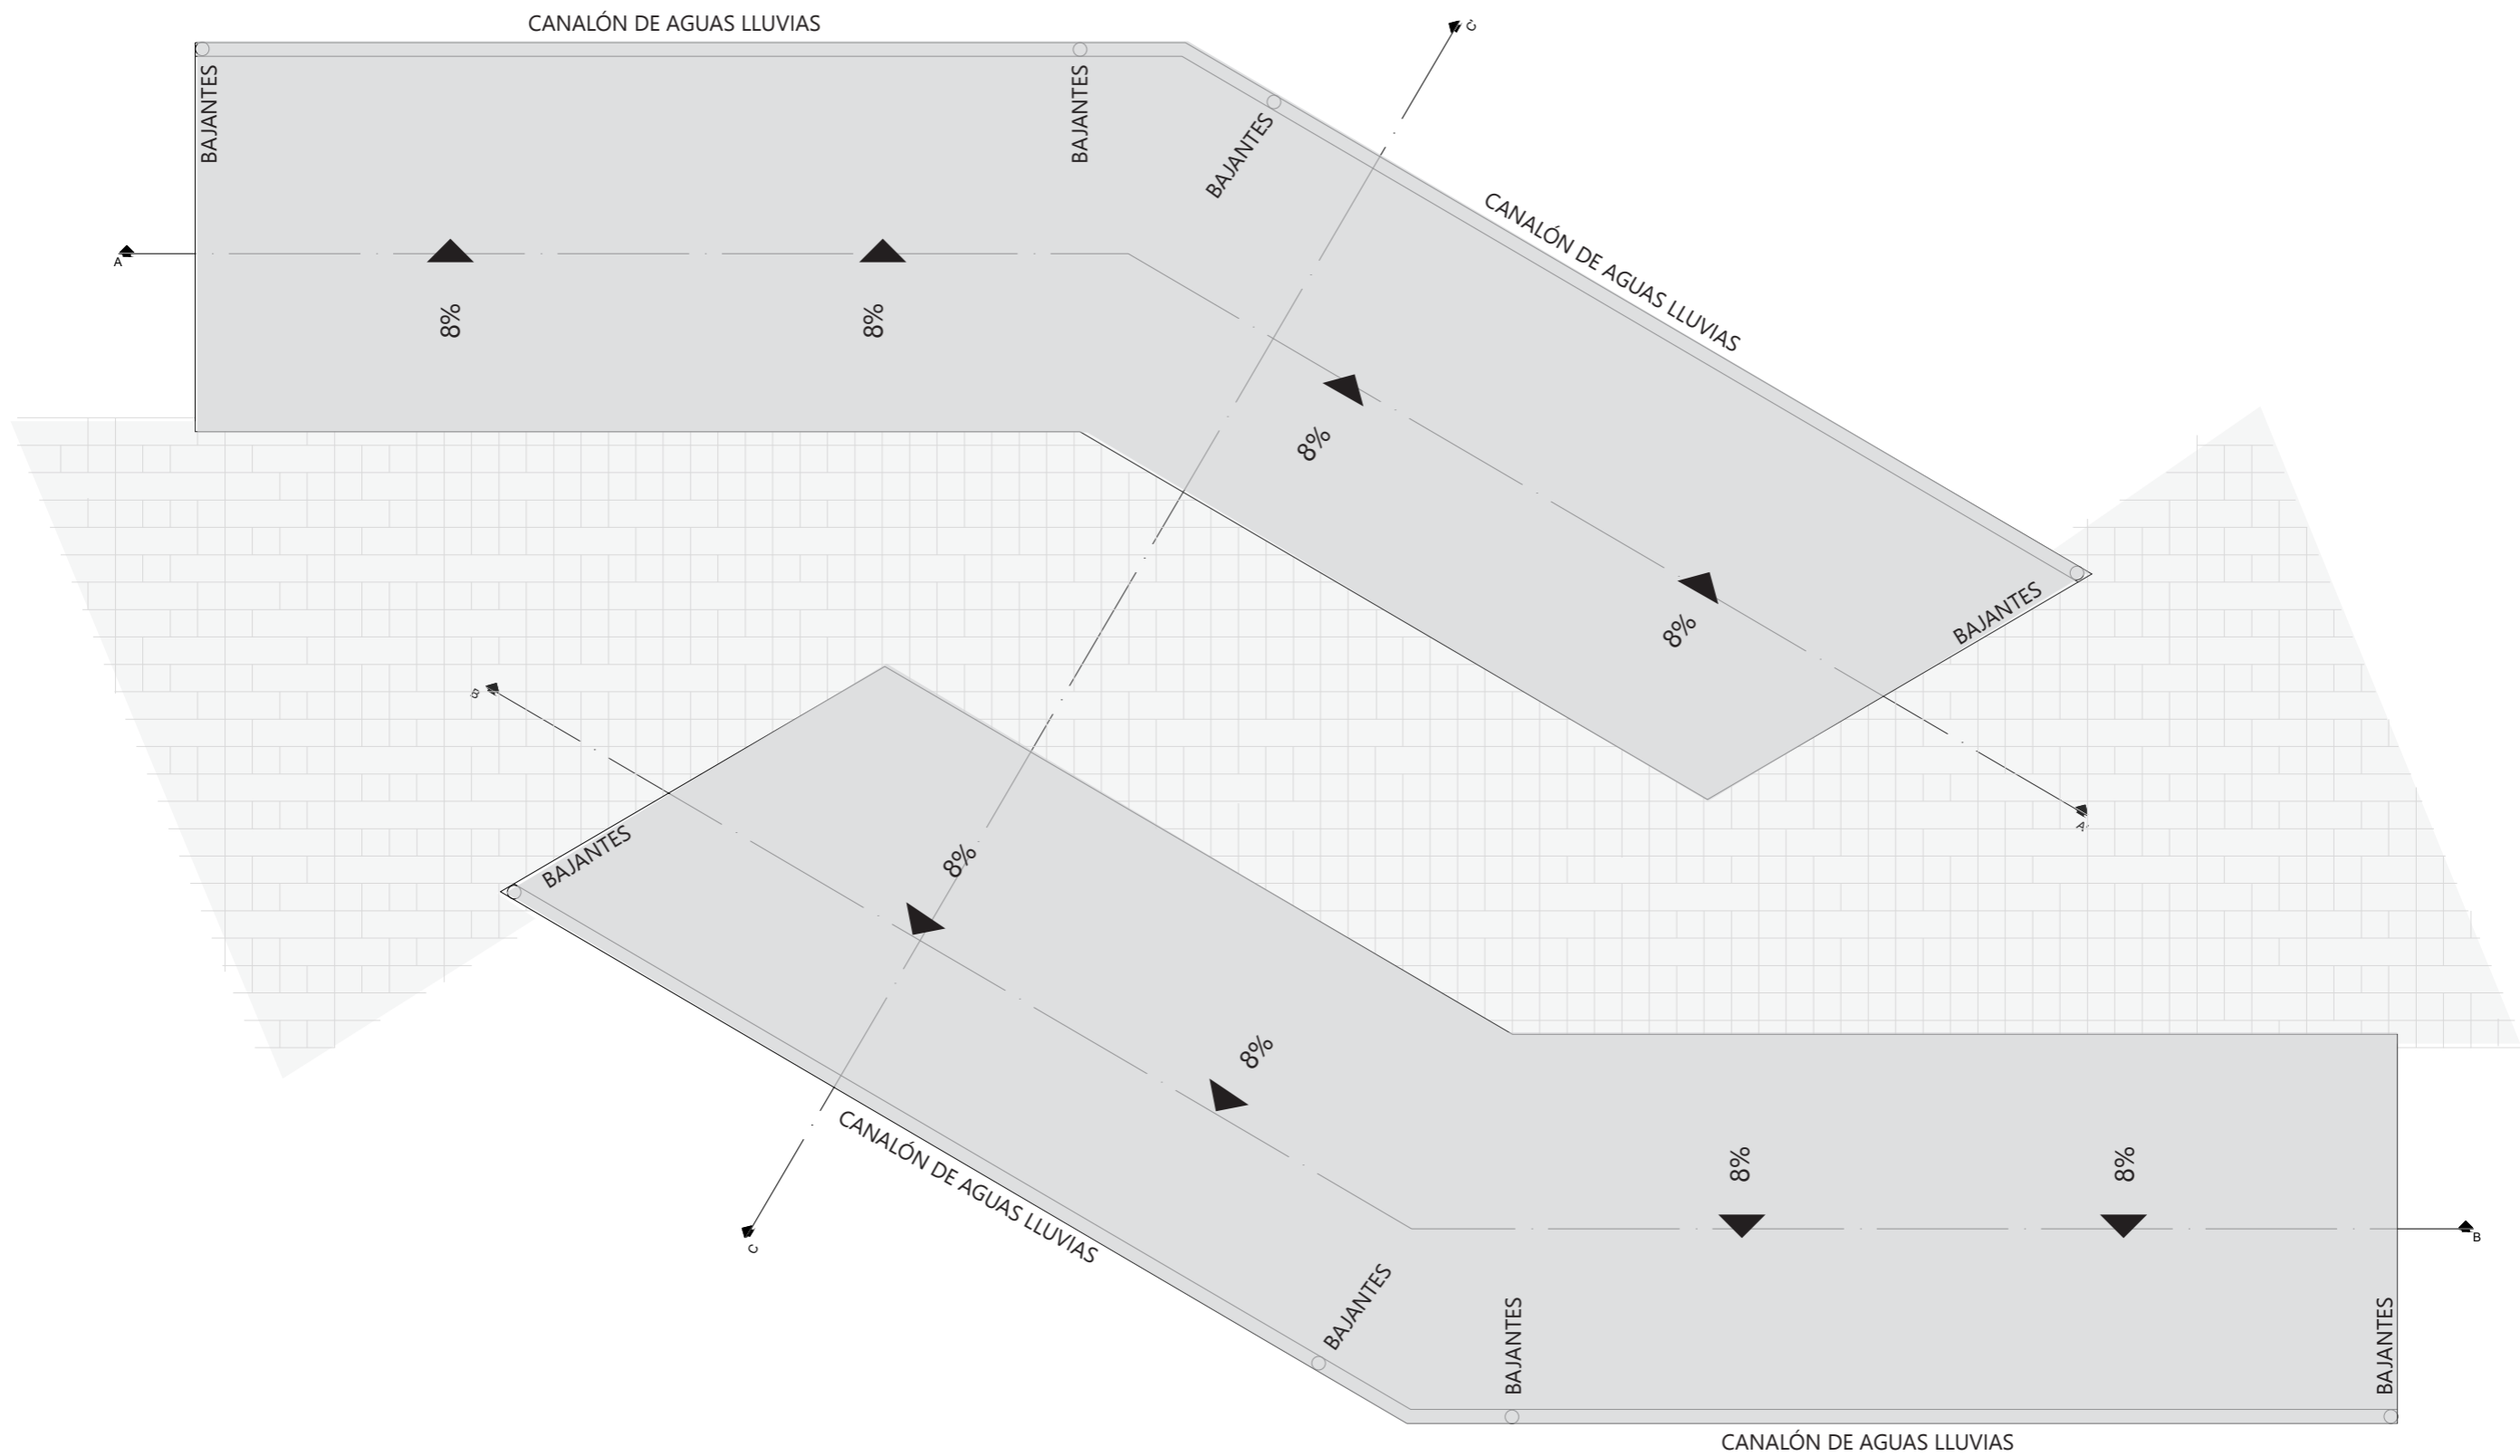 CANALÓN DE AGUAS LLUVIAS
C'
BAJANTES
BAJANTES
BAJANTES
CANALÓN DE AGUAS LLUVIAS
A
8%
8%
8%
8%
BAJANTES
B'
A'
BAJANTES
8%
8%
CANALÓN DE AGUAS LLUVIAS
8%
8%
C
B
BAJANTES
BAJANTES
BAJANTES
CANALÓN DE AGUAS LLUVIAS